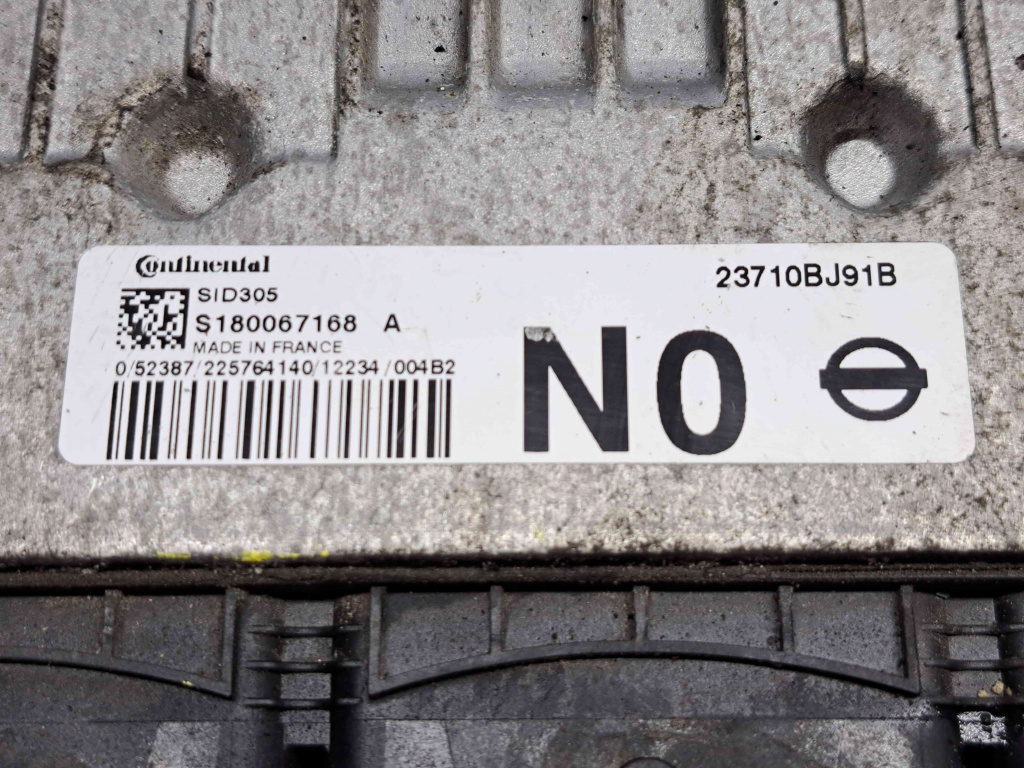 Continental
23710BJ91B
SID305
S180067168 A
MADE IN FRANCE
0/52387/225764140/12234/004B2
N0